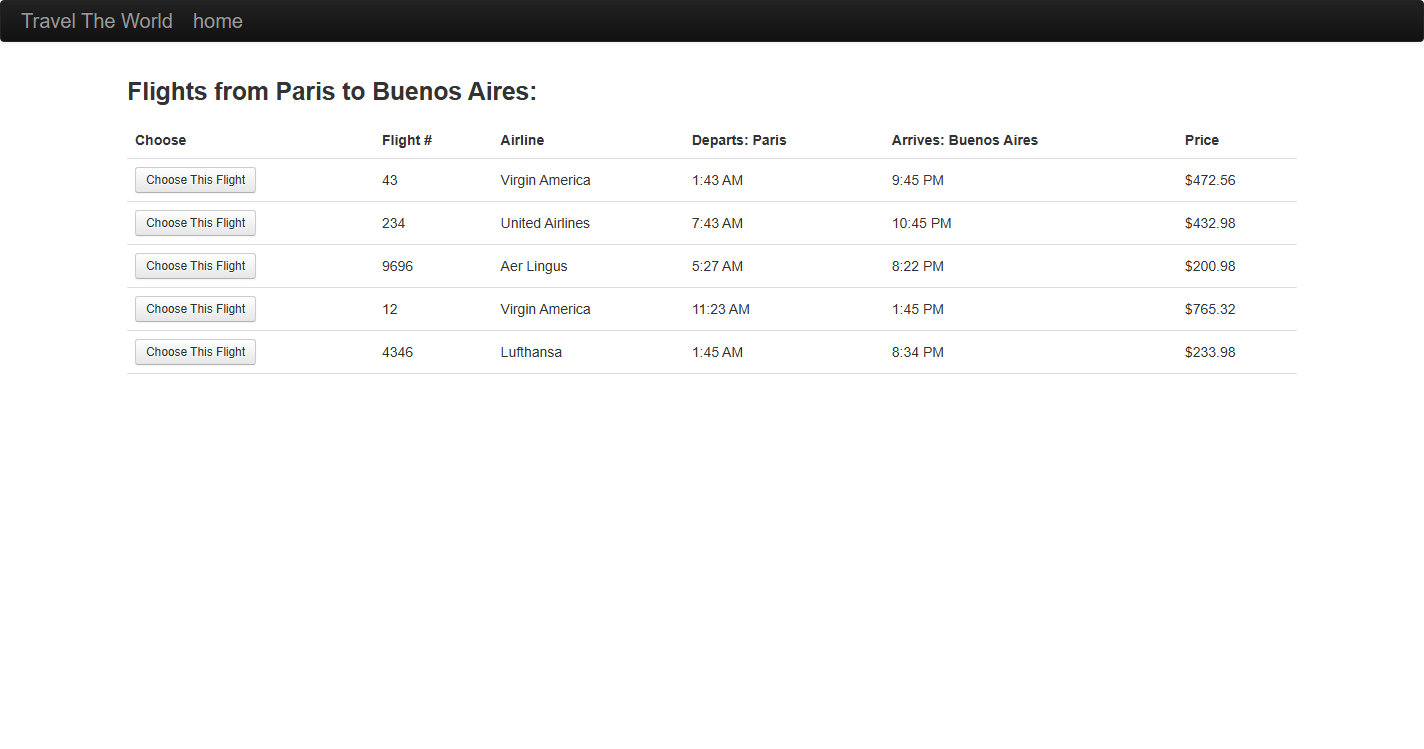 Travel The World home
Flights from Paris to Buenos Aires:
Choose Flight # Airline Departs: Paris Arrives: Buenos Aires Price
Choose This Flight 43 Virgin America 1:43 AM 9:45 PM $472.56
Choose This Flight 234 United Airlines 7:43 AM 10:45 PM $432.98
Choose This Flight 9696 Aer Lingus 5:27 AM 8:22 PM $200.98
Choose This Flight 12 Virgin America 11:23 AM 1:45 PM $765.32
Choose This Flight 4346 Lufthansa 1:45 AM 8:34 PM $233.98